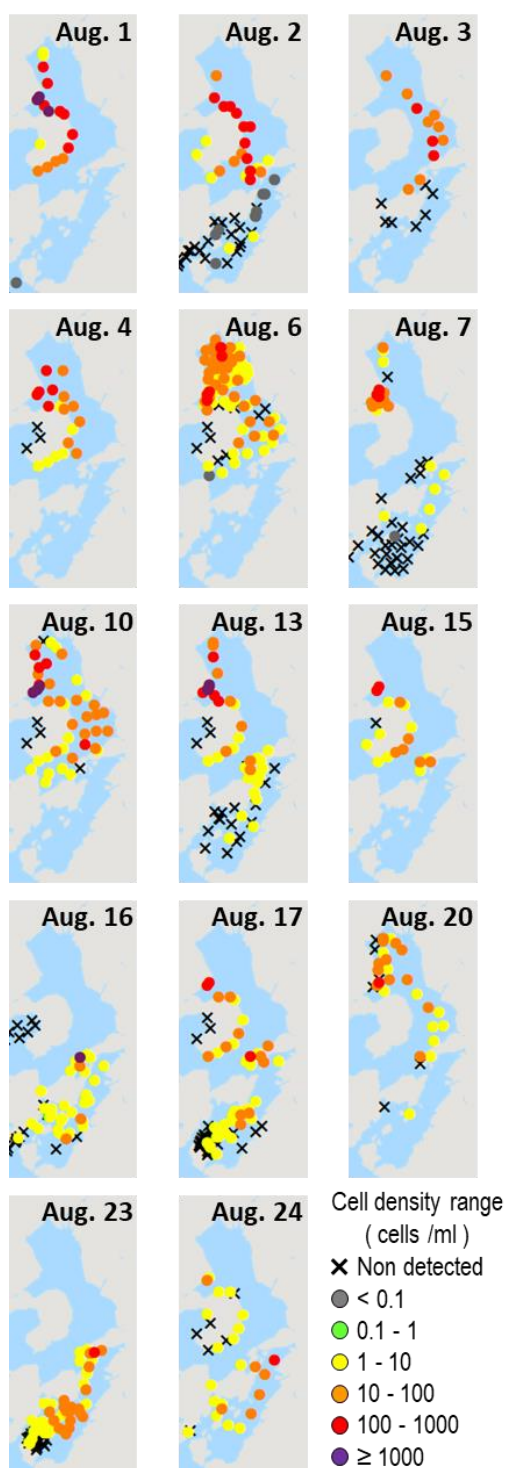 Aug. 1
Aug. 2
Aug. 3
Aug. 4
Aug. 6
Aug. 7
Aug. 10
Aug. 13
Aug. 15
Aug. 16
Aug. 17
Aug. 20
Aug. 23
Aug. 24
Cell density range
( cells /ml )
Non detected
< 0.1
0.1 - 1
1 - 10
10 - 100
100 - 1000
≥ 1000